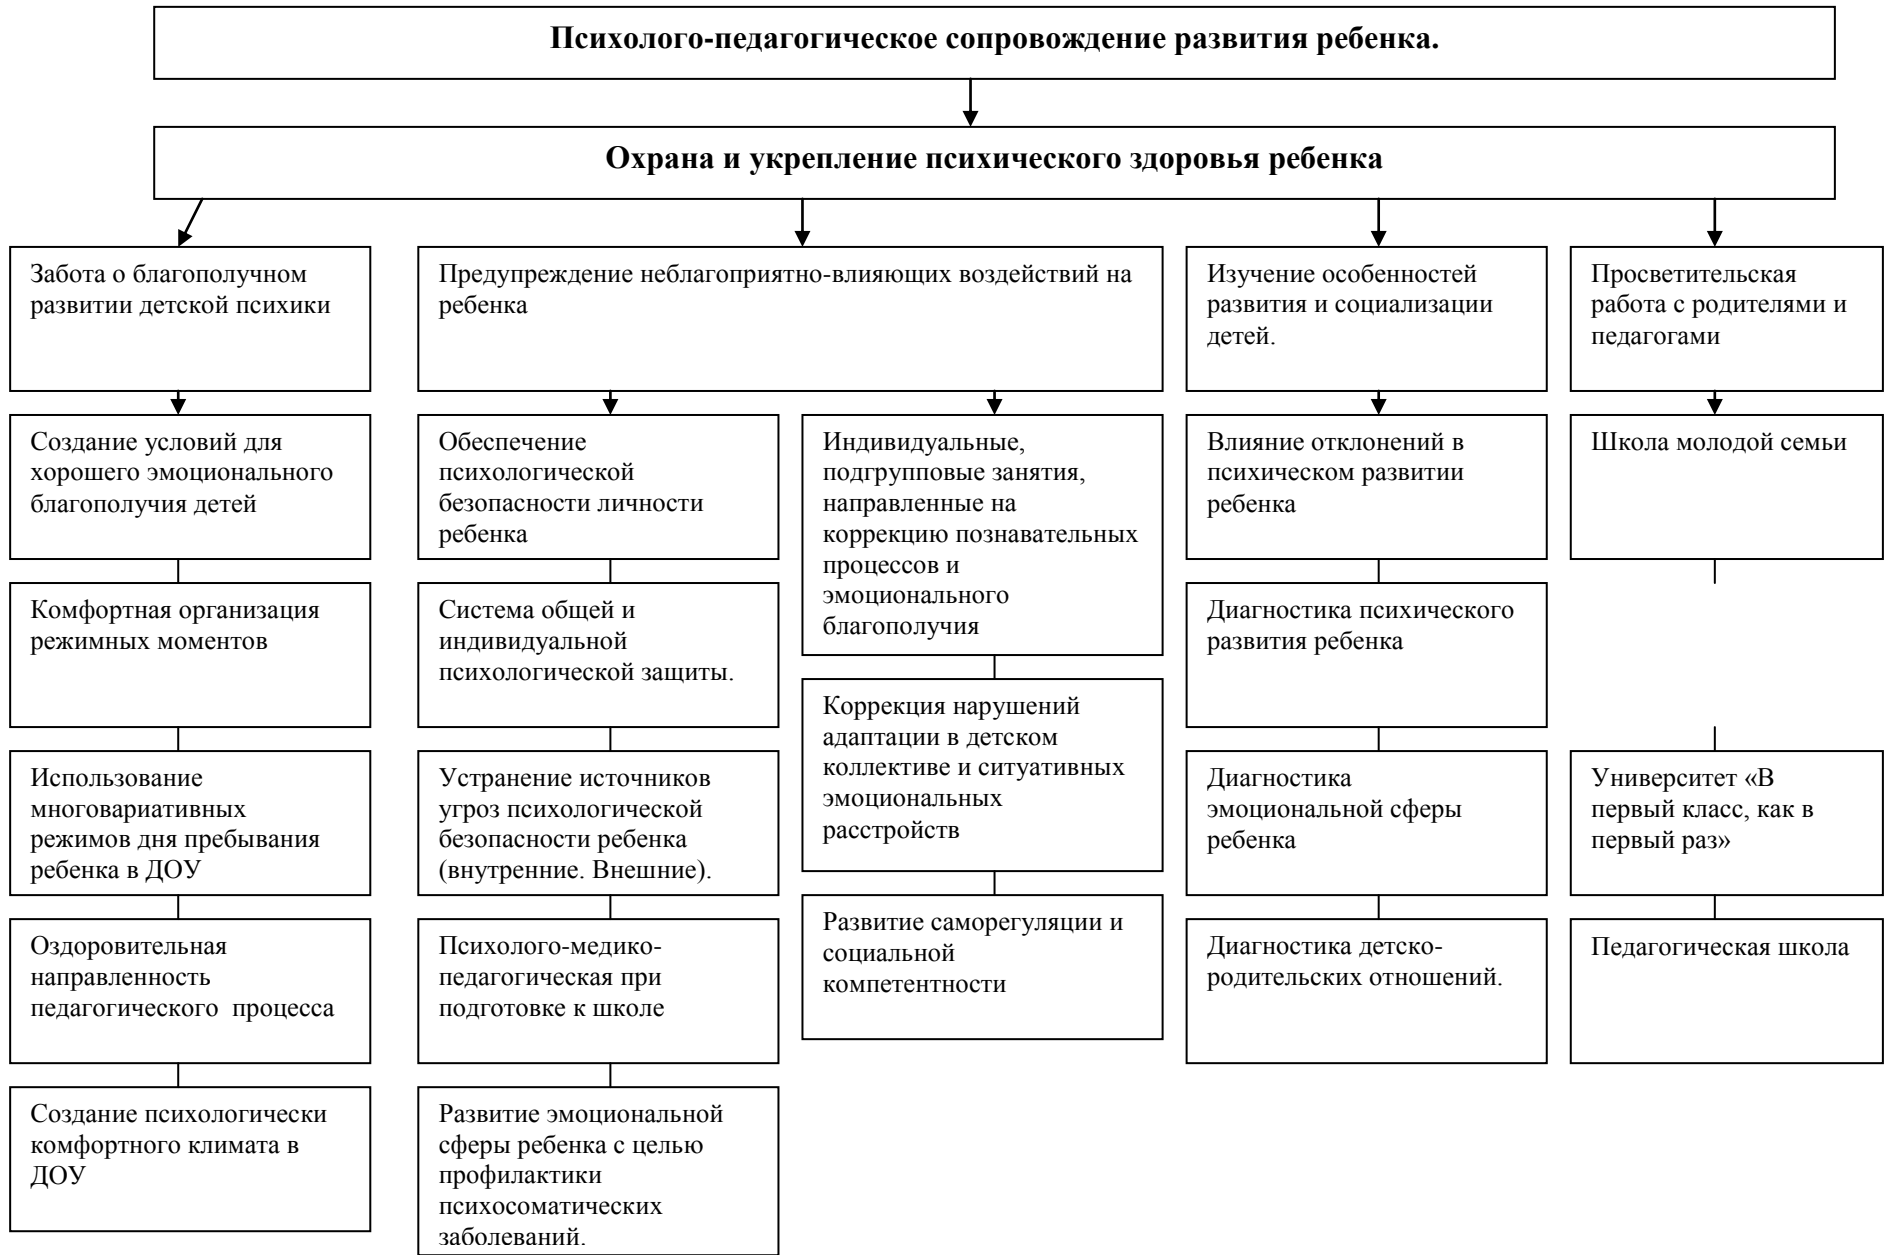 Психолого-педагогическое сопровождение развития ребенка.
Охрана и укрепление психического здоровья ребенка
Забота о благополучном
развитии детской психики
Предупреждение неблагоприятно-влияющих воздействий на
ребенка
Изучение особенностей
развития и социализации
детей.
Просветительская
работа с родителями и
педагогами
Создание условий для
хорошего эмоционального
благополучия детей
Обеспечение
психологической
безопасности личности
ребенка
Индивидуальные,
подгрупповые занятия,
направленные на
коррекцию познавательных
процессов и
эмоционального
благополучия
Влияние отклонений в
психическом развитии
ребенка
Школа молодой семьи
Комфортная организация
режимных моментов
Система общей и
индивидуальной
психологической защиты.
Коррекция нарушений
адаптации в детском
коллективе и ситуативных
эмоциональных
расстройств
Диагностика психического
развития ребенка
Использование
многовариативных
режимов дня пребывания
ребенка в ДОУ
Устранение источников
угроз психологической
безопасности ребенка
(внутренние. Внешние).
Диагностика
эмоциональной сферы
ребенка
Университет «В
первый класс, как в
первый раз»
Оздоровительная
направленность
педагогического  процесса
Психолого-медико-
педагогическая при
подготовке к школе
Развитие саморегуляции и
социальной
компетентности
Диагностика детско-
родительских отношений.
Педагогическая школа
Создание психологически
комфортного климата в
ДОУ
Развитие эмоциональной
сферы ребенка с целью
профилактики
психосоматических
заболеваний.